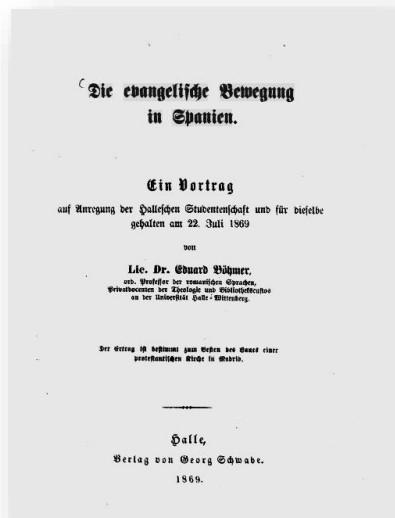 Die evangelische Bewegung
in Spanien.
Ein Vortrag
auf Anregung der Halleschen Studentenschaft und für dieselbe
gehalten am 22. Juli 1869
von
Lic. Dr. Eduard Böhmer,
ord. Professor der romanischen Sprachen,
Privatdocenten der Theologie und Bibliothekscustos
an der Universität Halle-Wittenberg.
Der Ertrag ist bestimmt zum Besten des Baues einer
protestantischen Kirche in Madrid.
Halle,
Verlag von Georg Schwabe.
1869.